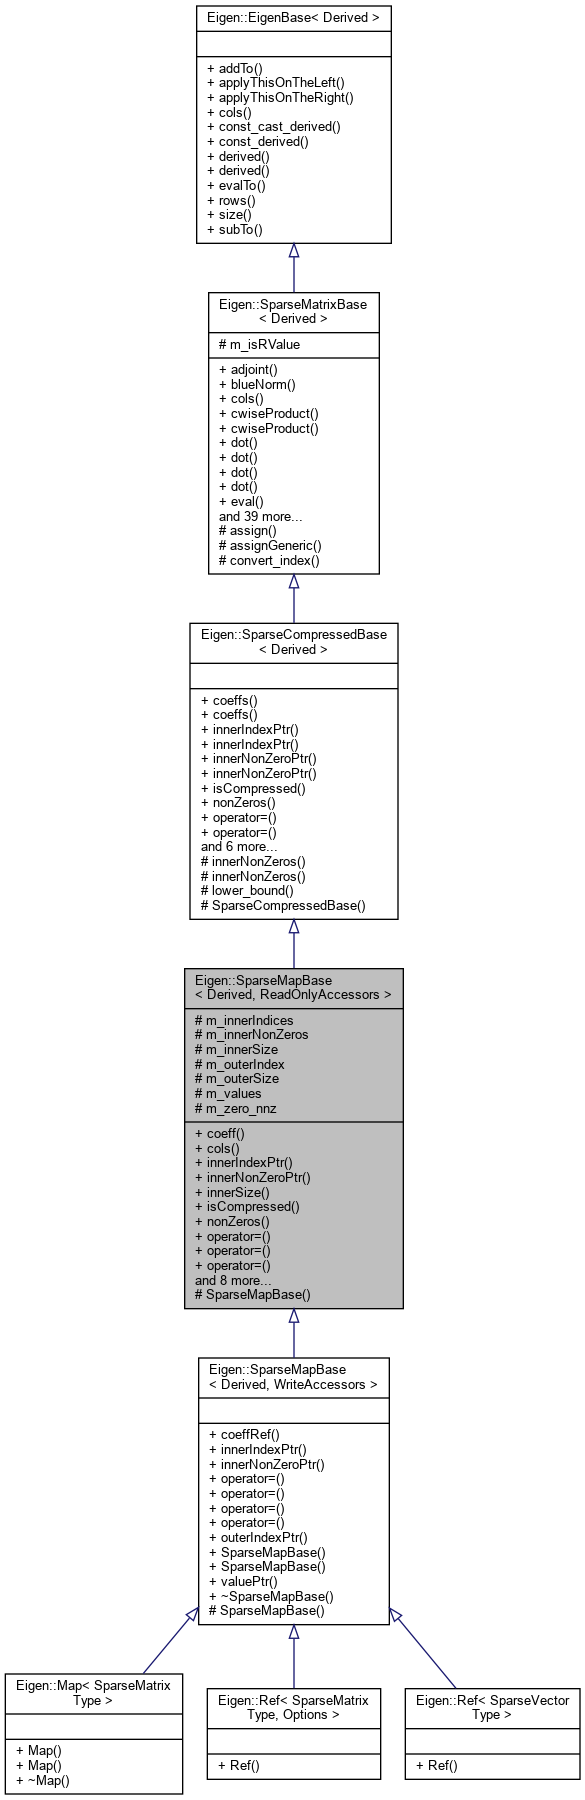 Eigen::EigenBase< Derived >
+ addTo()
+ applyThisOnTheLeft()
+ applyThisOnTheRight()
+ cols()
+ const_cast_derived()
+ const_derived()
+ derived()
+ derived()
+ evalTo()
+ rows()
+ size()
+ subTo()
Eigen::SparseMatrixBase
< Derived >
# m_isRValue
+ adjoint()
+ blueNorm()
+ cols()
+ cwiseProduct()
+ cwiseProduct()
+ dot()
+ dot()
+ dot()
+ dot()
+ eval()
and 39 more...
# assign()
# assignGeneric()
# convert_index()
Eigen::SparseCompressedBase
< Derived >
+ coeffs()
+ coeffs()
+ innerIndexPtr()
+ innerIndexPtr()
+ innerNonZeroPtr()
+ innerNonZeroPtr()
+ isCompressed()
+ nonZeros()
+ operator=()
+ operator=()
and 6 more...
# innerNonZeros()
# innerNonZeros()
# lower_bound()
# SparseCompressedBase()
Eigen::SparseMapBase
< Derived, ReadOnlyAccessors >
# m_innerIndices
# m_innerNonZeros
# m_innerSize
# m_outerIndex
# m_outerSize
# m_values
# m_zero_nnz
+ coeff()
+ cols()
+ innerIndexPtr()
+ innerNonZeroPtr()
+ innerSize()
+ isCompressed()
+ nonZeros()
+ operator=()
+ operator=()
+ operator=()
and 8 more...
# SparseMapBase()
Eigen::SparseMapBase
< Derived, WriteAccessors >
+ coeffRef()
+ innerIndexPtr()
+ innerNonZeroPtr()
+ operator=()
+ operator=()
+ operator=()
+ operator=()
+ outerIndexPtr()
+ SparseMapBase()
+ SparseMapBase()
+ valuePtr()
+ ~SparseMapBase()
# SparseMapBase()
Eigen::Map< SparseMatrix
Type >
+ Map()
+ Map()
+ ~Map()
Eigen::Ref< SparseMatrix
Type, Options >
+ Ref()
Eigen::Ref< SparseVector
Type >
+ Ref()